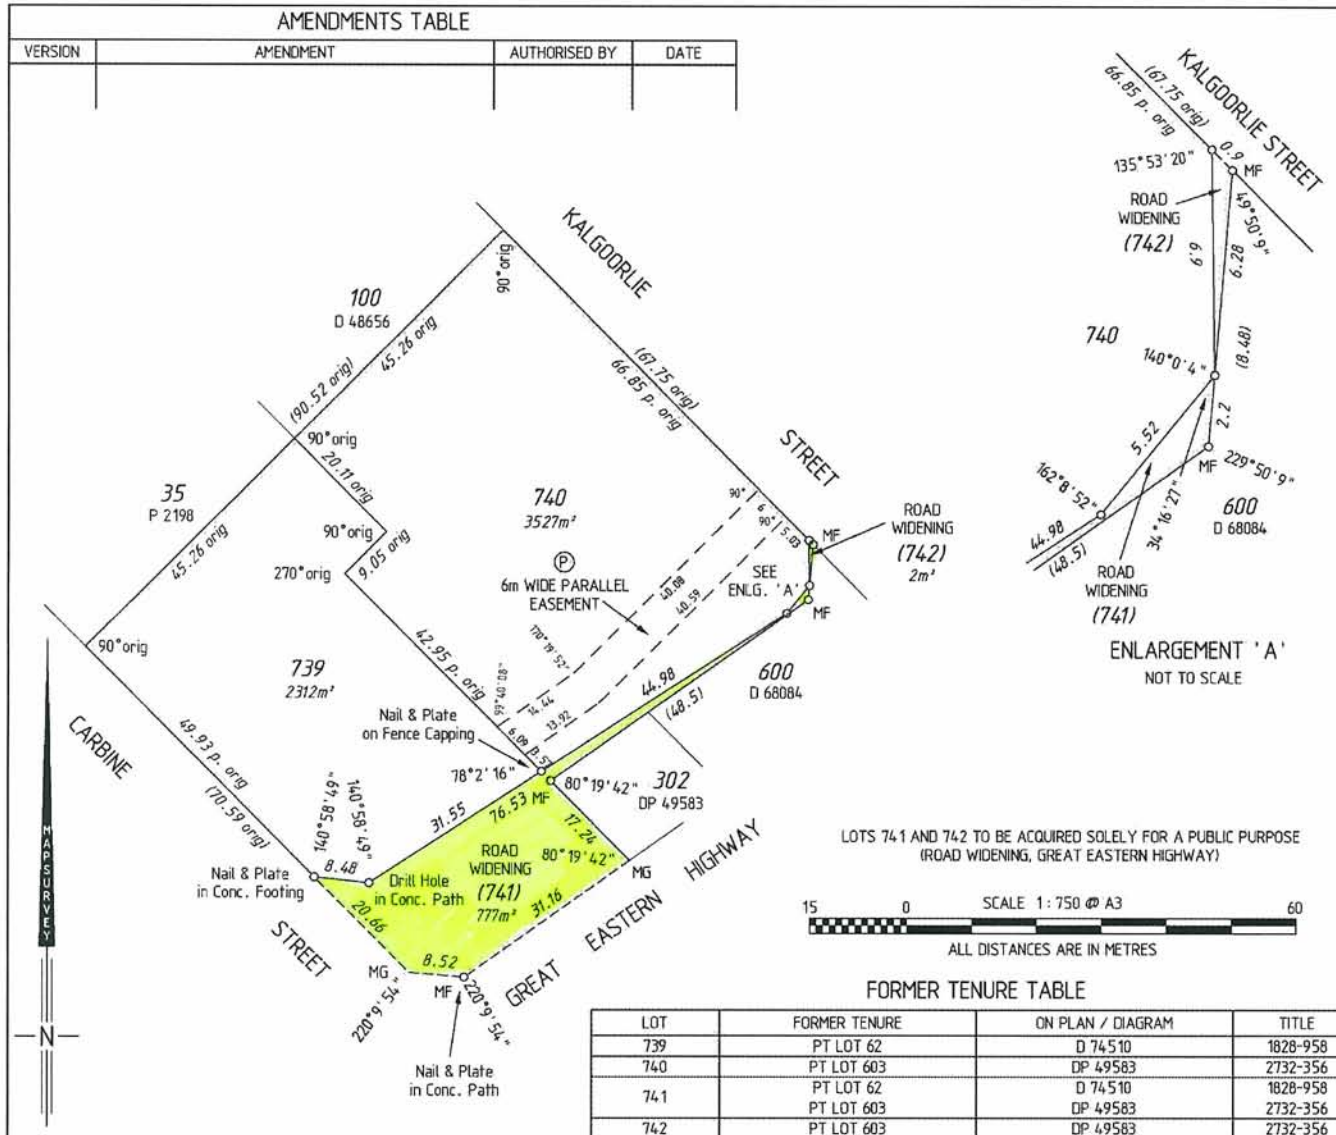 AMENDMENTS TABLE
VERSION AMENDMENT AUTHORISED BY DATE
KALGOORLIE STREET
(67.75 orig)
66.85 p. orig
135°53'20"
0.9
MF
49°50'9"
ROAD
WIDENING
(742)
6.9
6.28
740
140°0'4"
(8.48)
2.2
5.52
MF
229°50'9"
162°8'52"
34°16'27"
600
D 68084
44.98
(48.5)
ROAD
WIDENING
(741)
ENLARGEMENT 'A'
NOT TO SCALE
KALGOORLIE
STREET
90°orig
100
D 48656
45.26 orig
(90.52 orig)
(67.75 orig)
66.85 p. orig
90°orig
20.11 orig
35
P 2198
45.26 orig
90°orig
9.05 orig
270°orig
740
3527m²
P
6m WIDE PARALLEL
EASEMENT
90°
6
90°
5.03
MF
ROAD
WIDENING
(742)
2m²
SEE
ENLG. 'A'
MF
40.08
40.59
170°19'52"
90°orig
739
2312m²
42.95 p. orig
59°40'08"
14.44
13.92
6.09
3.57
44.98
(48.5)
600
D 68084
CARBINE
STREET
49.93 p. orig
(70.59 orig)
Nail & Plate
on Fence Capping
78°2'16"
MF
80°19'42"
302
DP 49583
140°58'49"
140°58'49"
31.55
76.53
17.24
8.48
Nail & Plate
in Conc. Footing
Drill Hole
in Conc. Path
ROAD
WIDENING
(741)
777m²
80°19'42"
MG
20.66
31.16
8.52
MG
MF
220°9'54"
220°9'54"
GREAT EASTERN HIGHWAY
Nail & Plate
in Conc. Path
MAPSURVEY
N
LOTS 741 AND 742 TO BE ACQUIRED SOLELY FOR A PUBLIC PURPOSE
(ROAD WIDENING, GREAT EASTERN HIGHWAY)
15 0 SCALE 1:750 @ A3 60
ALL DISTANCES ARE IN METRES
FORMER TENURE TABLE
LOT FORMER TENURE ON PLAN / DIAGRAM TITLE
739 PT LOT 62 D 74510 1828-958
740 PT LOT 603 DP 49583 2732-356
741 PT LOT 62 D 74510 1828-958
PT LOT 603 DP 49583 2732-356
742 PT LOT 603 DP 49583 2732-356